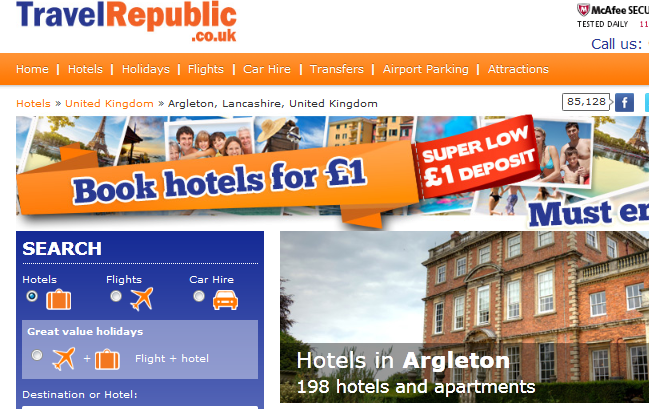 TravelRepublic
.co.uk
McAfee SECU
TESTED DAILY 11
Call us:
Home | Hotels | Holidays | Flights | Car Hire | Transfers | Airport Parking | Attractions
Hotels » United Kingdom » Argleton, Lancashire, United Kingdom
85,128 f
Book hotels for £1
SUPER LOW
£1 DEPOSIT
Must en
SEARCH
Hotels Flights Car Hire
Great value holidays
+ Flight + hotel
Destination or Hotel:
Hotels in Argleton
198 hotels and apartments